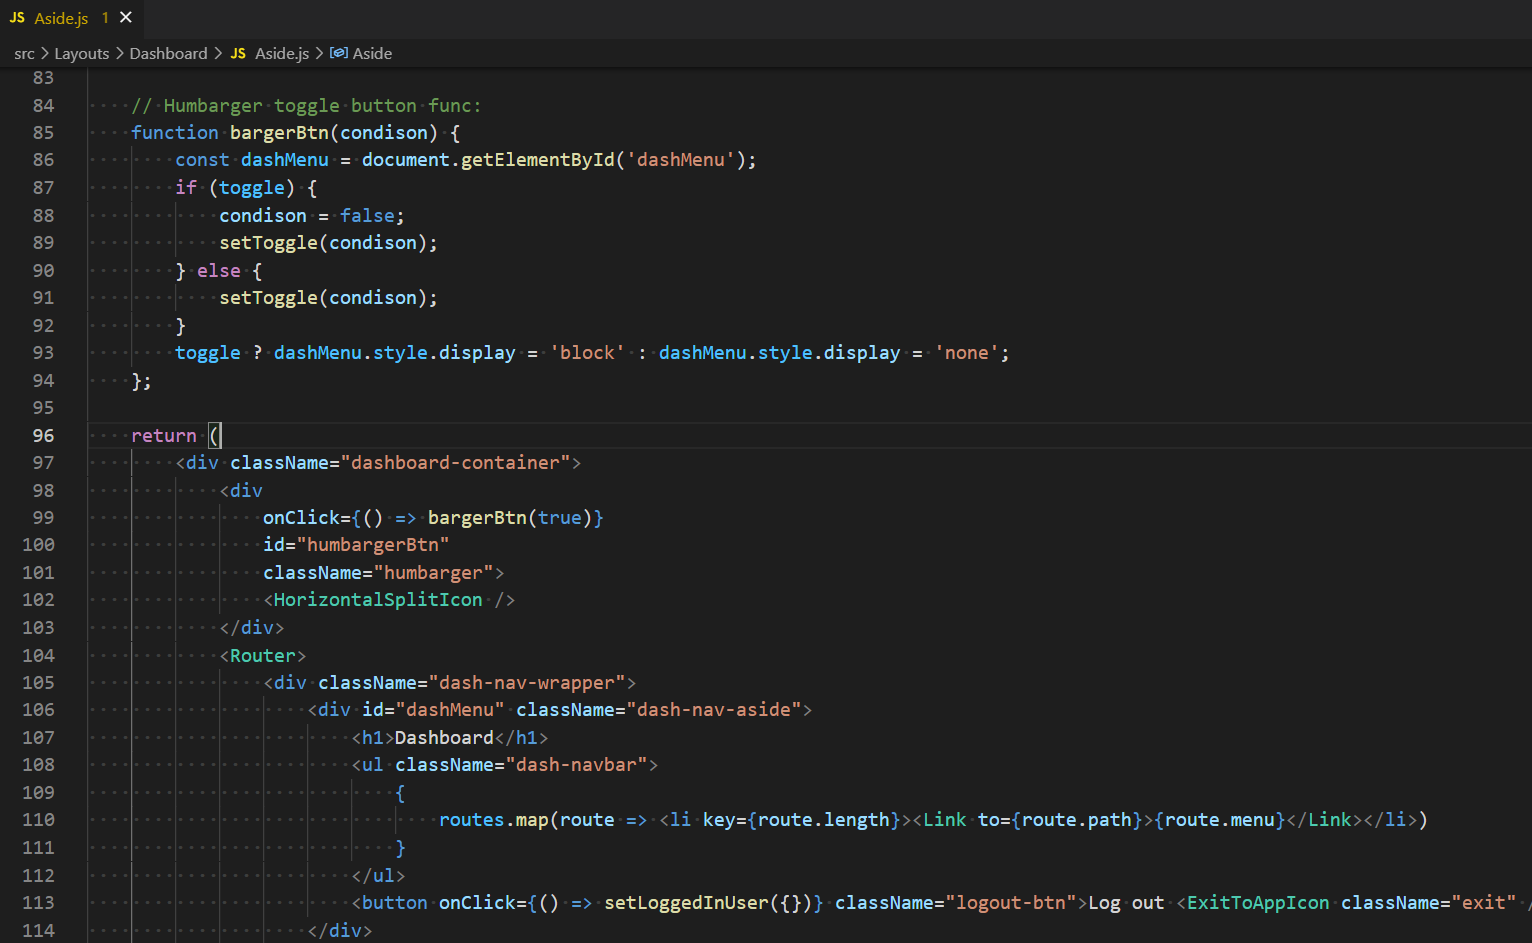 JS Aside.js 1 ×
src > Layouts > Dashboard > JS Aside.js > Aside
83
84 // Humbarger toggle button func:
85 function bargerBtn(condison) {
86 const dashMenu = document.getElementById('dashMenu');
87 if (toggle) {
88 condison = false;
89 setToggle(condison);
90 } else {
91 setToggle(condison);
92 }
93 toggle ? dashMenu.style.display = 'block' : dashMenu.style.display = 'none';
94 };
95
96 return (
97 <div className="dashboard-container">
98 <div
99 onClick={() => bargerBtn(true)}
100 id="humbargerBtn"
101 className="humbarger">
102 <HorizontalSplitIcon />
103 </div>
104 <Router>
105 <div className="dash-nav-wrapper">
106 <div id="dashMenu" className="dash-nav-aside">
107 <h1>Dashboard</h1>
108 <ul className="dash-navbar">
109 {
110 routes.map(route => <li key={route.length}><Link to={route.path}>{route.menu}</Link></li>)
111 }
112 </ul>
113 <button onClick={() => setLoggedInUser({})} className="logout-btn">Log out <ExitToAppIcon className="exit" /
114 </div>